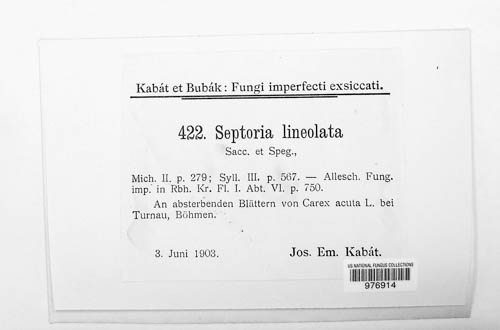 Kabát et Bubák: Fungi imperfecti exsiccati.
422. Septoria lineolata
Sacc. et Speg.,
Mich. II. p. 279; Syll. III. p. 567. — Allesch. Fung.
imp. in Rbh. Kr. Fl. I. Abt. VI. p. 750.
An absterbenden Blättern von Carex acuta L. bei
Turnau, Böhmen.
3. Juni 1903. Jos. Em. Kabát.
US NATIONAL FUNGUS COLLECTIONS
976914